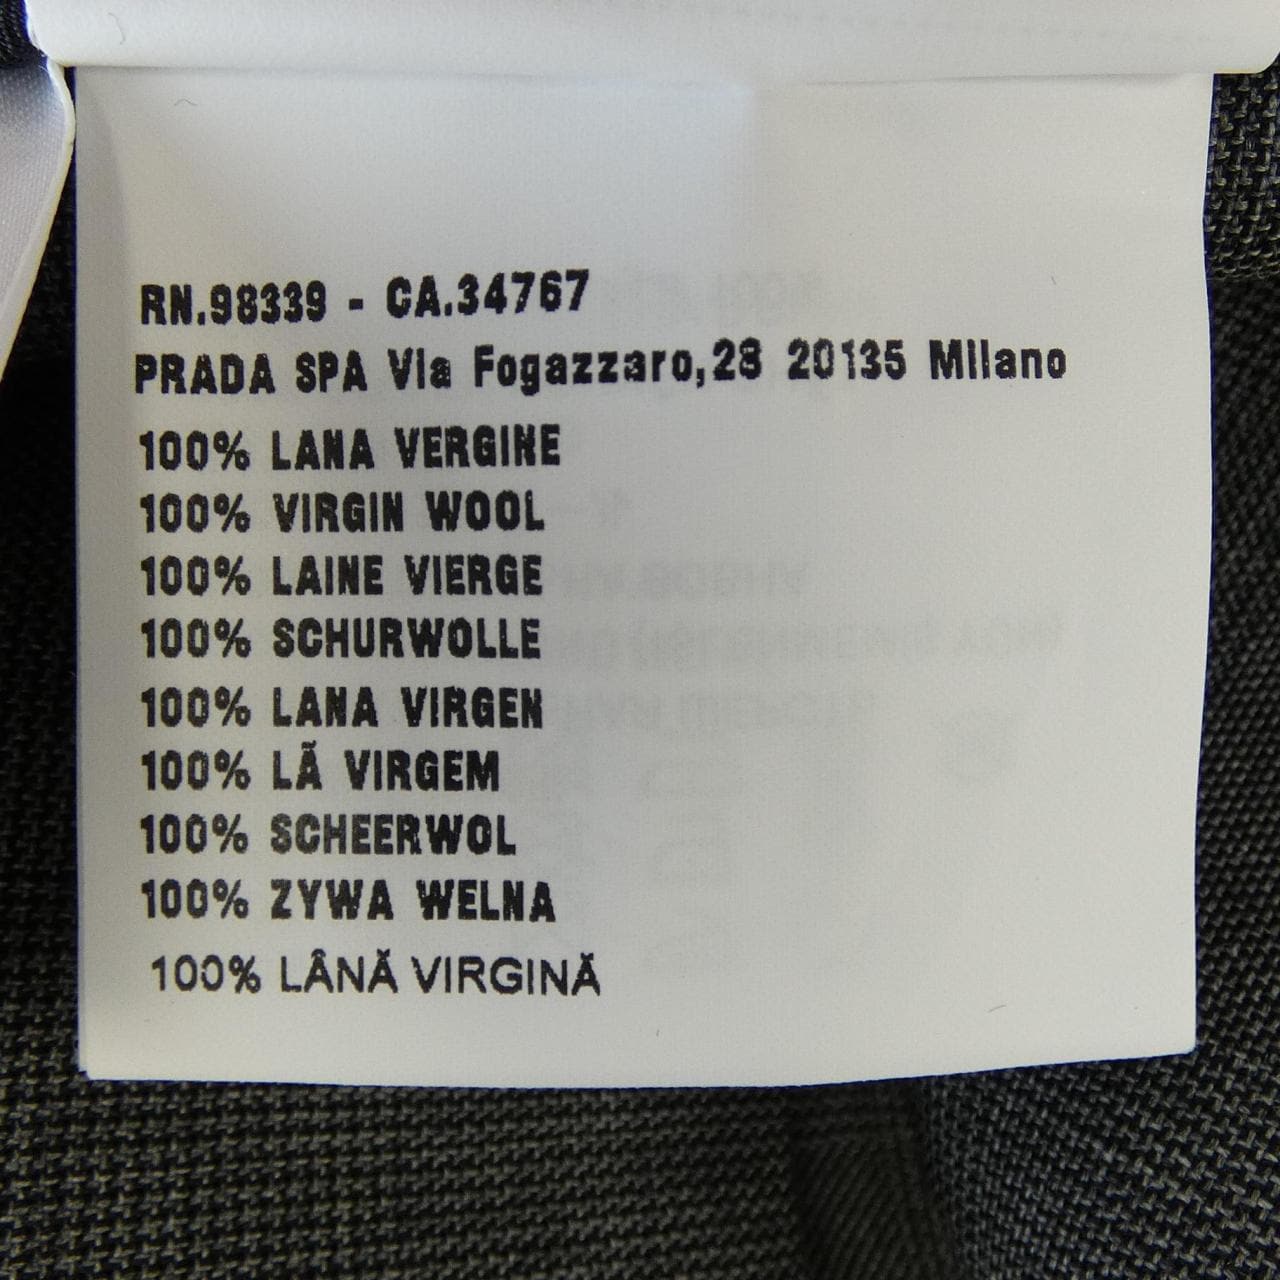 RN.98339 - CA.34767
PRADA SPA Via Fogazzaro,28 20135 Milano
100% LANA VERGINE
100% VIRGIN WOOL
100% LAINE VIERGE
100% SCHURWOLLE
100% LANA VIRGEN
100% LÃ VIRGEM
100% SCHEERWOL
100% ZYWA WELNA
100% LÂNĂ VIRGINĂ